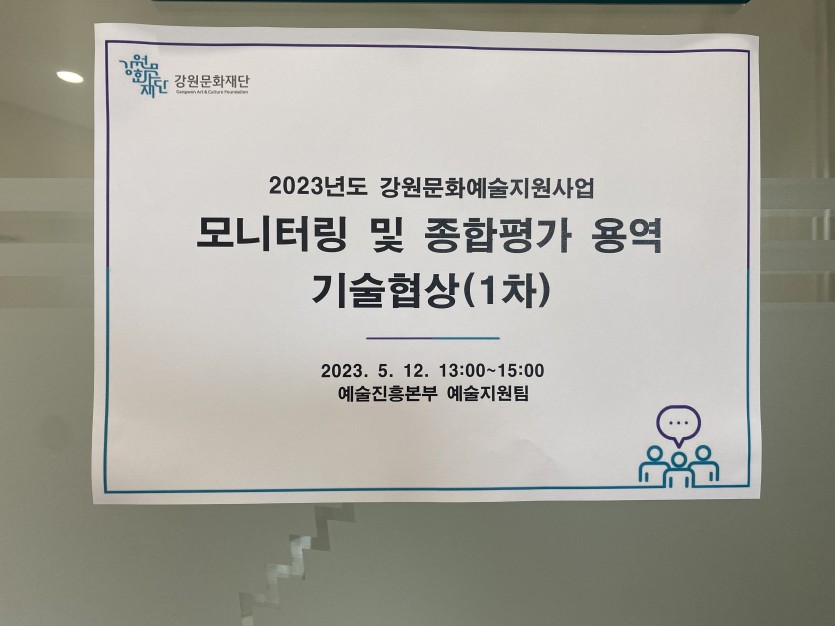 강원문화재단
강원문화재단
Gangwon Art & Culture Foundation
2023년도 강원문화예술지원사업
모니터링 및 종합평가 용역
기술협상(1차)
2023. 5. 12. 13:00~15:00
예술진흥본부 예술지원팀